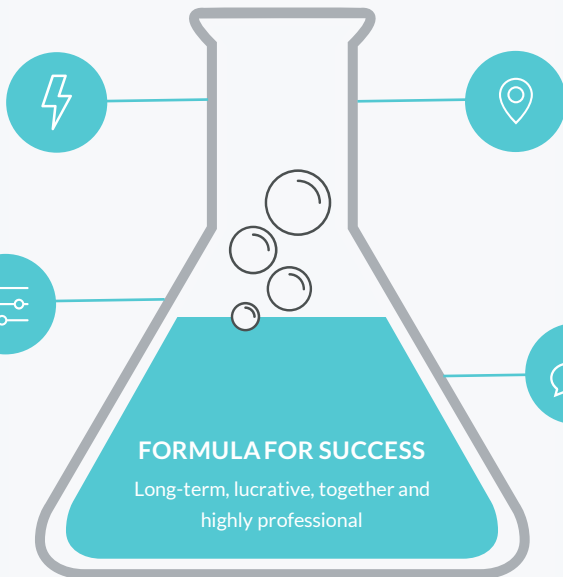 FORMULA FOR SUCCESS
Long-term, lucrative, together and
highly professional